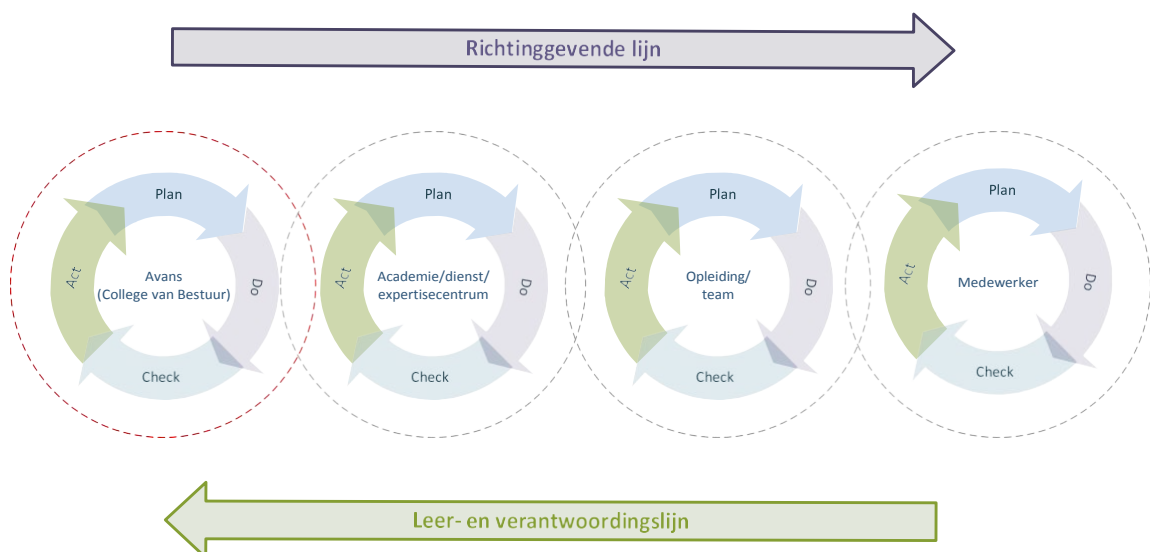 Richtinggevende lijn
Plan
Do
Check
Act
Avans
(College van Bestuur)
Plan
Do
Check
Act
Academie/dienst/
expertisecentrum
Plan
Do
Check
Act
Opleiding/
team
Plan
Do
Check
Act
Medewerker
Leer- en verantwoordingslijn